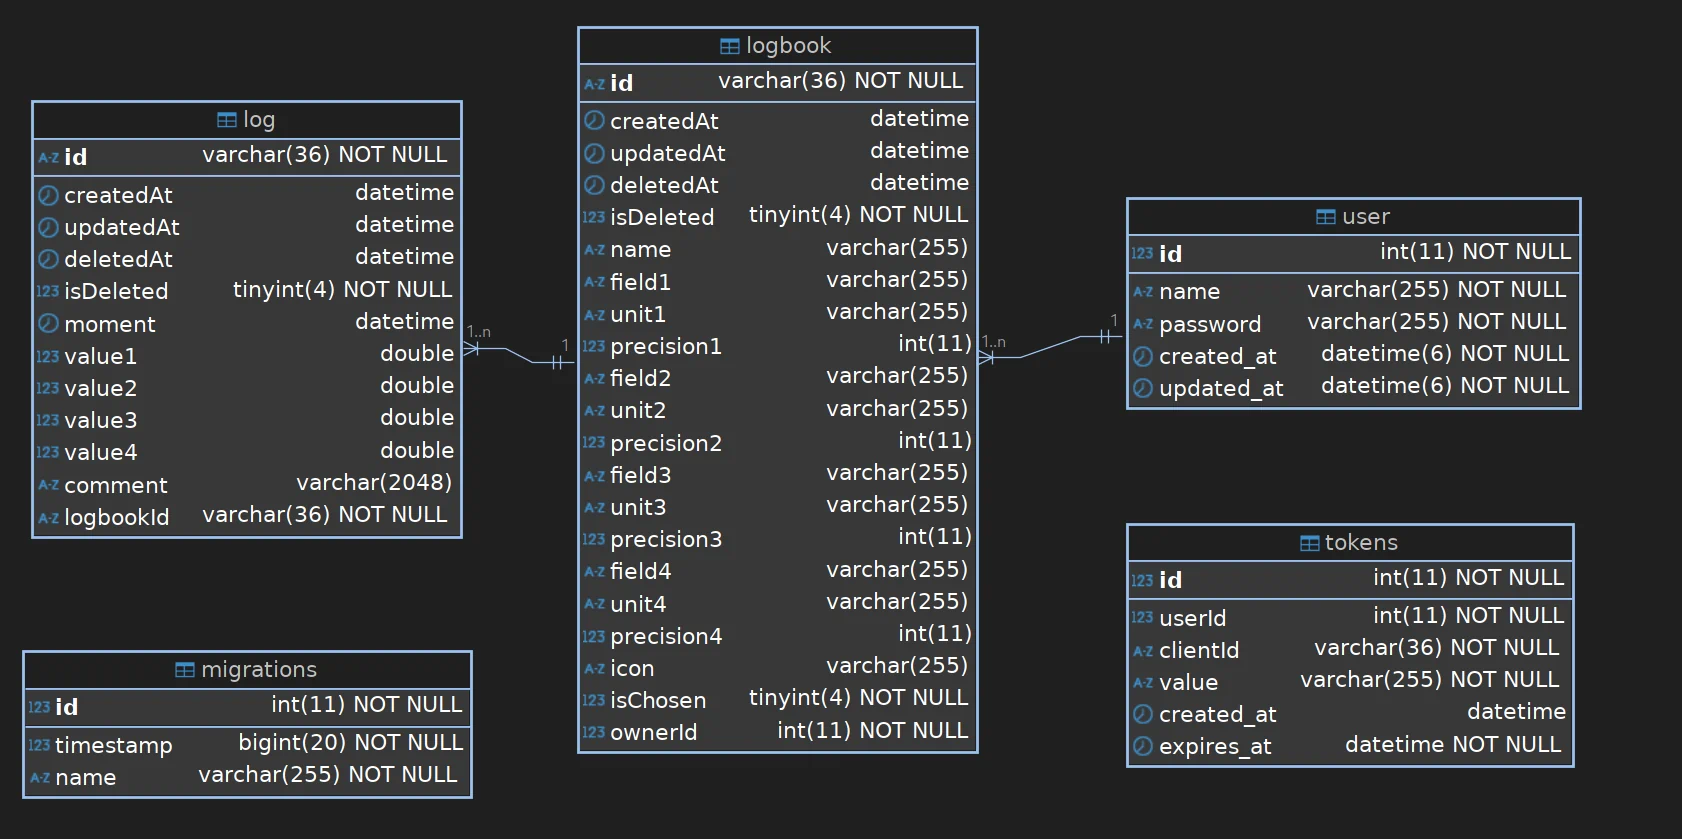 log
A-Z id varchar(36) NOT NULL
createdAt datetime
updatedAt datetime
deletedAt datetime
123 isDeleted tinyint(4) NOT NULL
moment datetime
123 value1 double
123 value2 double
123 value3 double
123 value4 double
A-Z comment varchar(2048)
A-Z logbookId varchar(36) NOT NULL
1..n
1
logbook
A-Z id varchar(36) NOT NULL
createdAt datetime
updatedAt datetime
deletedAt datetime
123 isDeleted tinyint(4) NOT NULL
A-Z name varchar(255)
A-Z field1 varchar(255)
A-Z unit1 varchar(255)
123 precision1 int(11)
A-Z field2 varchar(255)
A-Z unit2 varchar(255)
123 precision2 int(11)
A-Z field3 varchar(255)
A-Z unit3 varchar(255)
123 precision3 int(11)
A-Z field4 varchar(255)
A-Z unit4 varchar(255)
123 precision4 int(11)
A-Z icon varchar(255)
123 isChosen tinyint(4) NOT NULL
123 ownerId int(11) NOT NULL
1..n
1
user
123 id int(11) NOT NULL
A-Z name varchar(255) NOT NULL
A-Z password varchar(255) NOT NULL
created_at datetime(6) NOT NULL
updated_at datetime(6) NOT NULL
migrations
123 id int(11) NOT NULL
123 timestamp bigint(20) NOT NULL
A-Z name varchar(255) NOT NULL
tokens
123 id int(11) NOT NULL
123 userId int(11) NOT NULL
A-Z clientId varchar(36) NOT NULL
A-Z value varchar(255) NOT NULL
created_at datetime
expires_at datetime NOT NULL